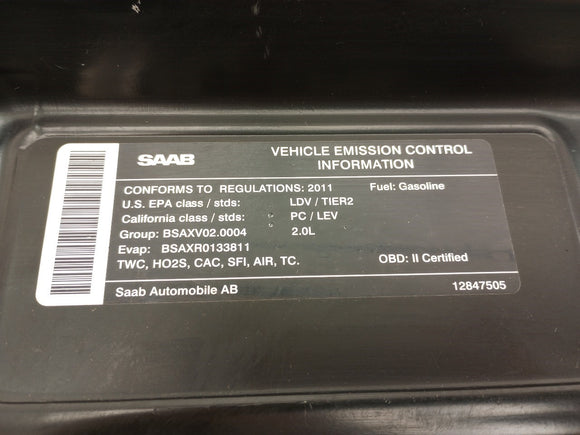 SAAB
VEHICLE EMISSION CONTROL
INFORMATION
CONFORMS TO REGULATIONS: 2011 Fuel: Gasoline
U.S. EPA class / stds: LDV / TIER2
California class / stds: PC / LEV
Group: BSAXV02.0004 2.0L
Evap: BSAXR0133811
TWC, HO2S, CAC, SFI, AIR, TC. OBD: II Certified
Saab Automobile AB 12847505